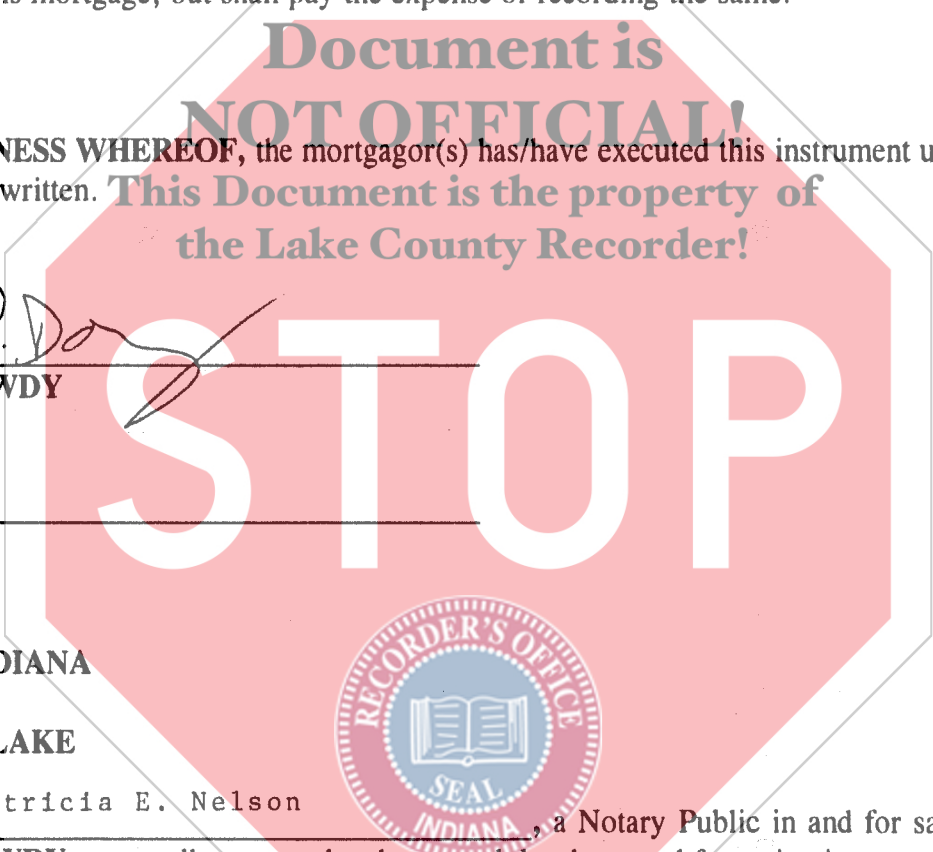 is mortgage, but shall pay the expense of recording the same.
Document is
NOT OFFICIAL!
NESS WHEREOF, the mortgagor(s) has/have executed this instrument u
written.
This Document is the property of
the Lake County Recorder!
. Do
WDY
STOP
DIANA
LAKE
tricia E. Nelson
, a Notary Public in and for sa
RECORDER'S OFFICE
SEAL
INDIANA